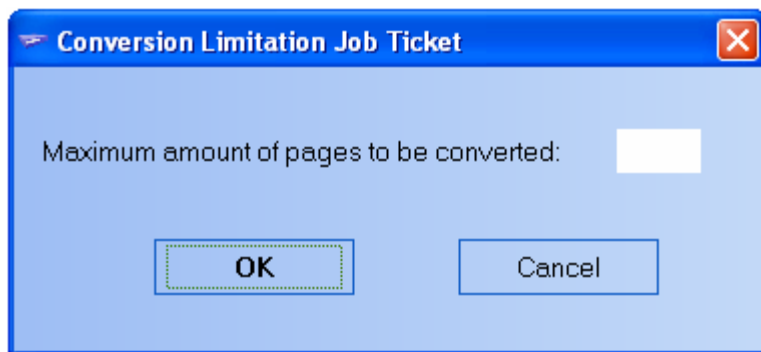 Conversion Limitation Job Ticket
Maximum amount of pages to be converted:
OK
Cancel